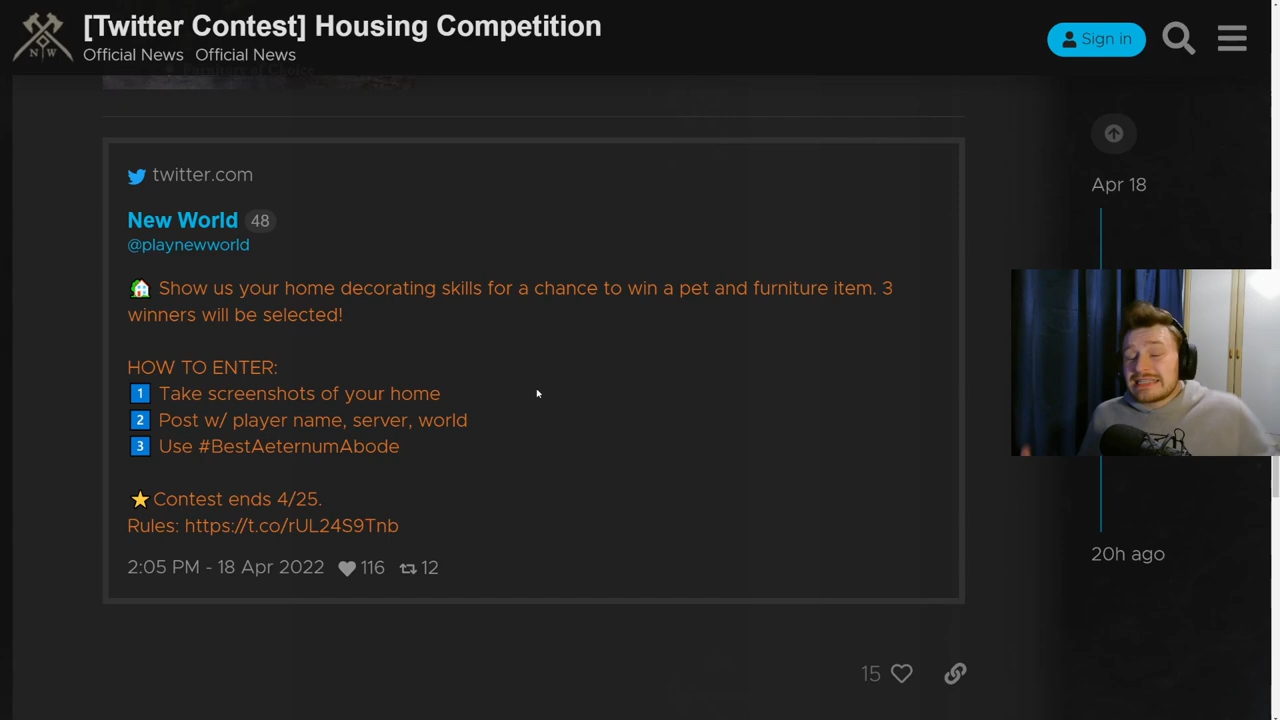 [Twitter Contest] Housing Competition
Official News Official News
N W
Sign in
twitter.com
New World 48
@playnewworld
Show us your home decorating skills for a chance to win a pet and furniture item. 3
winners will be selected!
HOW TO ENTER:
1 Take screenshots of your home
2 Post w/ player name, server, world
3 Use #BestAeternumAbode
Contest ends 4/25.
Rules: https://t.co/rUL24S9Tnb
2:05 PM - 18 Apr 2022 116 12
15
Apr 18
20h ago